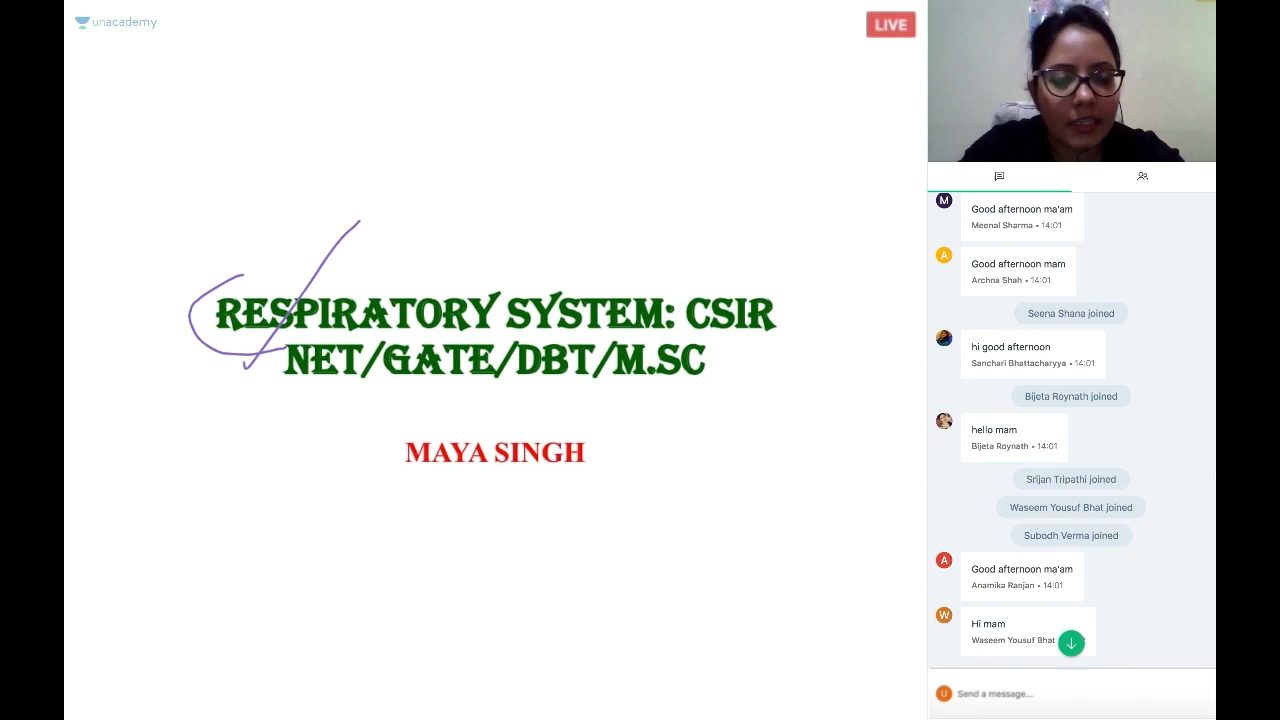 unacademy
LIVE
RESPIRATORY SYSTEM: CSIR
NET/GATE/DBT/M.SC
MAYA SINGH
M
Good afternoon ma'am
Meenal Sharma • 14:01
A
Good afternoon mam
Archna Shah • 14:01
Seena Shana joined
hi good afternoon
Sanchari Bhattacharyya • 14:01
Bijeta Roynath joined
hello mam
Bijeta Roynath • 14:01
Srijan Tripathi joined
Waseem Yousuf Bhat joined
Subodh Verma joined
A
Good afternoon ma'am
Anamika Ranjan • 14:01
W
Hi mam
Waseem Yousuf Bhat
U
Send a message...